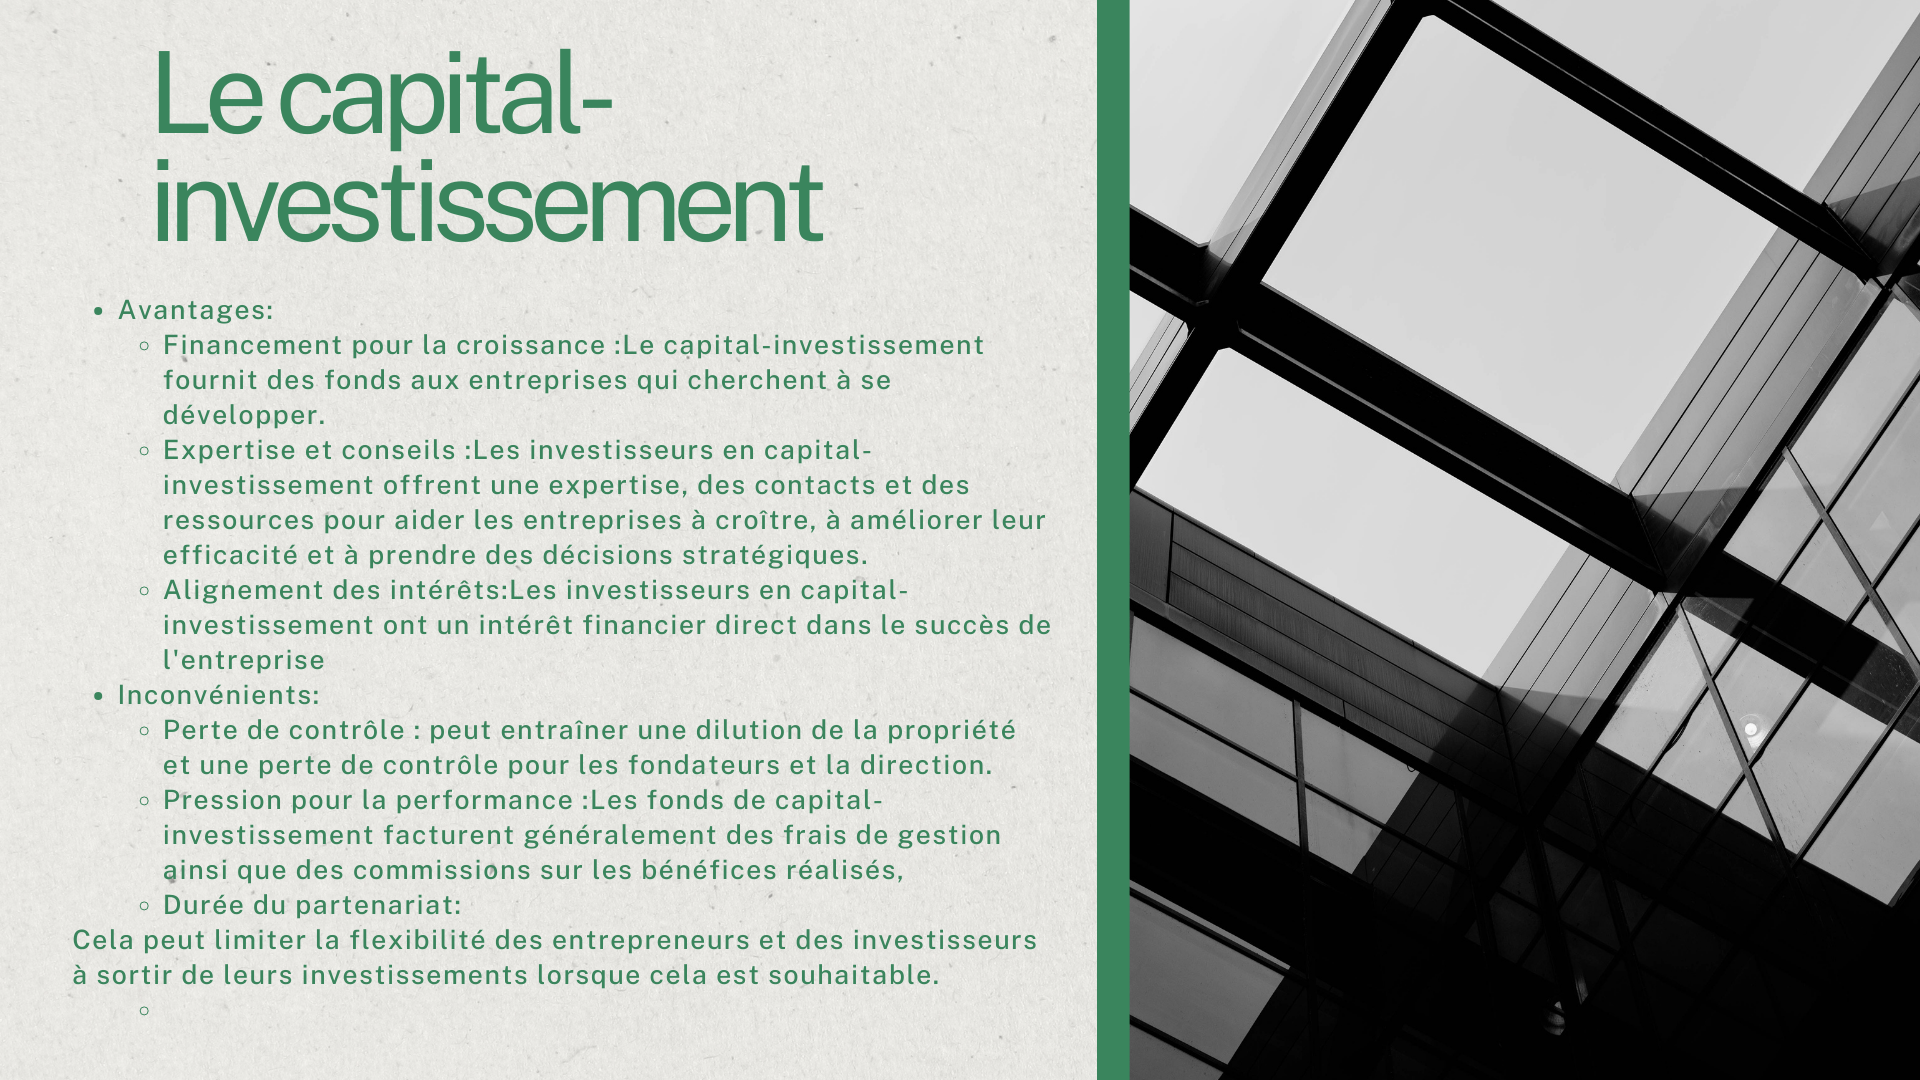 Le capital-
investissement
• Avantages:
◦ Financement pour la croissance :Le capital-investissement
fournit des fonds aux entreprises qui cherchent à se
développer.
◦ Expertise et conseils :Les investisseurs en capital-
investissement offrent une expertise, des contacts et des
ressources pour aider les entreprises à croître, à améliorer leur
efficacité et à prendre des décisions stratégiques.
◦ Alignement des intérêts:Les investisseurs en capital-
investissement ont un intérêt financier direct dans le succès de
l'entreprise
• Inconvénients:
◦ Perte de contrôle : peut entraîner une dilution de la propriété
et une perte de contrôle pour les fondateurs et la direction.
◦ Pression pour la performance :Les fonds de capital-
investissement facturent généralement des frais de gestion
ainsi que des commissions sur les bénéfices réalisés,
◦ Durée du partenariat:
Cela peut limiter la flexibilité des entrepreneurs et des investisseurs
à sortir de leurs investissements lorsque cela est souhaitable.
◦